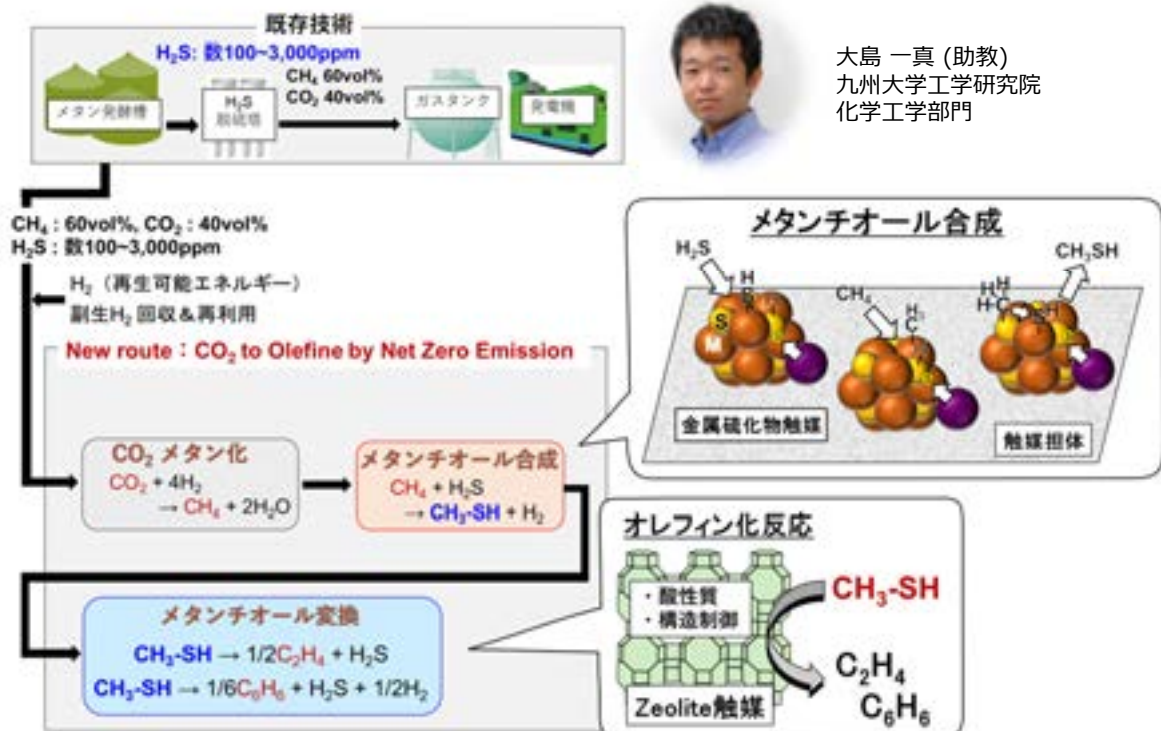 既存技術
H₂S: 数100~3,000ppm
メタン発酵槽
H₂S
脱硫塔
CH₄ 60vol%
CO₂ 40vol%
ガスタンク
発電機
大島 一真 (助教)
九州大学工学研究院
化学工学部門
CH₄ : 60vol%, CO₂ : 40vol%
H₂S : 数100~3,000ppm
H₂（再生可能エネルギー）
副生H₂ 回収＆再利用
New route : CO₂ to Olefine by Net Zero Emission
CO₂ メタン化
CO₂ + 4H₂
→ CH₄ + 2H₂O
メタンチオール合成
CH₄ + H₂S
→ CH₃-SH + H₂
メタンチオール変換
CH₃-SH → 1/2C₂H₄ + H₂S
CH₃-SH → 1/6C₆H₆ + H₂S + 1/2H₂
メタンチオール合成
H₂S
CH₄
CH₃SH
H
S
M
H₃
C
金属硫化物触媒
触媒担体
オレフィン化反応
・酸性質
・構造制御
Zeolite触媒
CH₃-SH
C₂H₄
C₆H₆